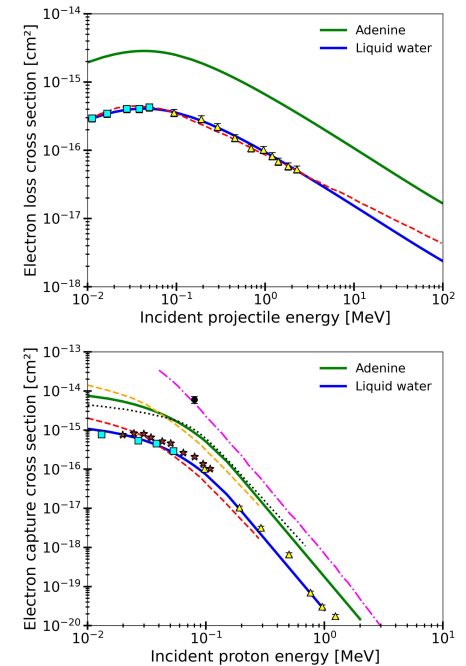 10⁻¹⁴
10⁻¹⁵
10⁻¹⁶
10⁻¹⁷
10⁻¹⁸
Electron loss cross section [cm²]
Adenine
Liquid water
10⁻² 10⁻¹ 10⁰ 10¹ 10²
Incident projectile energy [MeV]
10⁻¹³
10⁻¹⁴
10⁻¹⁵
10⁻¹⁶
10⁻¹⁷
10⁻¹⁸
10⁻¹⁹
10⁻²⁰
Electron capture cross section [cm²]
Adenine
Liquid water
10⁻² 10⁻¹ 10⁰ 10¹
Incident proton energy [MeV]